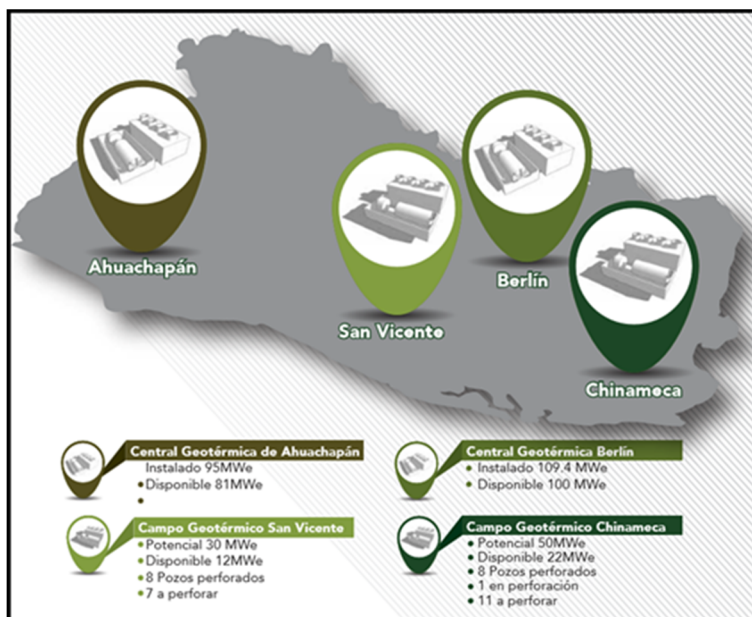 Ahuachapán
San Vicente
Berlín
Chinameca
Central Geotérmica de Ahuachapán
Instalado 95MWe
• Disponible 81MWe
•
Central Geotérmica Berlín
• Instalado 109.4 MWe
• Disponible 100 MWe
Campo Geotérmico San Vicente
• Potencial 30 MWe
• Disponible 12MWe
• 8 Pozos perforados
• 7 a perforar
Campo Geotérmico Chinameca
• Potencial 50MWe
• Disponible 22MWe
• 8 Pozos perforados
• 1 en perforación
• 11 a perforar